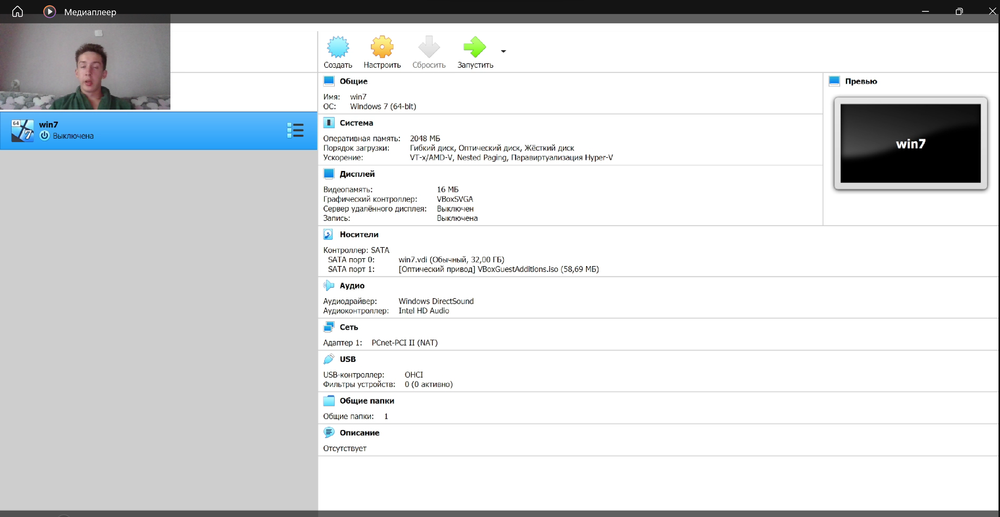 Медиаплеер
Создать
Настроить
Сбросить
Запустить
64
7
win7
Выключена
Общие
Имя: win7
ОС: Windows 7 (64-bit)
Превью
win7
Система
Оперативная память: 2048 МБ
Порядок загрузки: Гибкий диск, Оптический диск, Жёсткий диск
Ускорение: VT-x/AMD-V, Nested Paging, Паравиртуализация Hyper-V
Дисплей
Видеопамять: 16 МБ
Графический контроллер: VBoxSVGA
Сервер удалённого дисплея: Выключен
Запись: Выключена
Носители
Контроллер: SATA
SATA порт 0: win7.vdi (Обычный, 32,00 ГБ)
SATA порт 1: [Оптический привод] VBoxGuestAdditions.iso (58,69 МБ)
Аудио
Аудиодрайвер: Windows DirectSound
Аудиоконтроллер: Intel HD Audio
Сеть
Адаптер 1: PCnet-PCI II (NAT)
USB
USB-контроллер: OHCI
Фильтры устройств: 0 (0 активно)
Общие папки
Общие папки: 1
Описание
Отсутствует